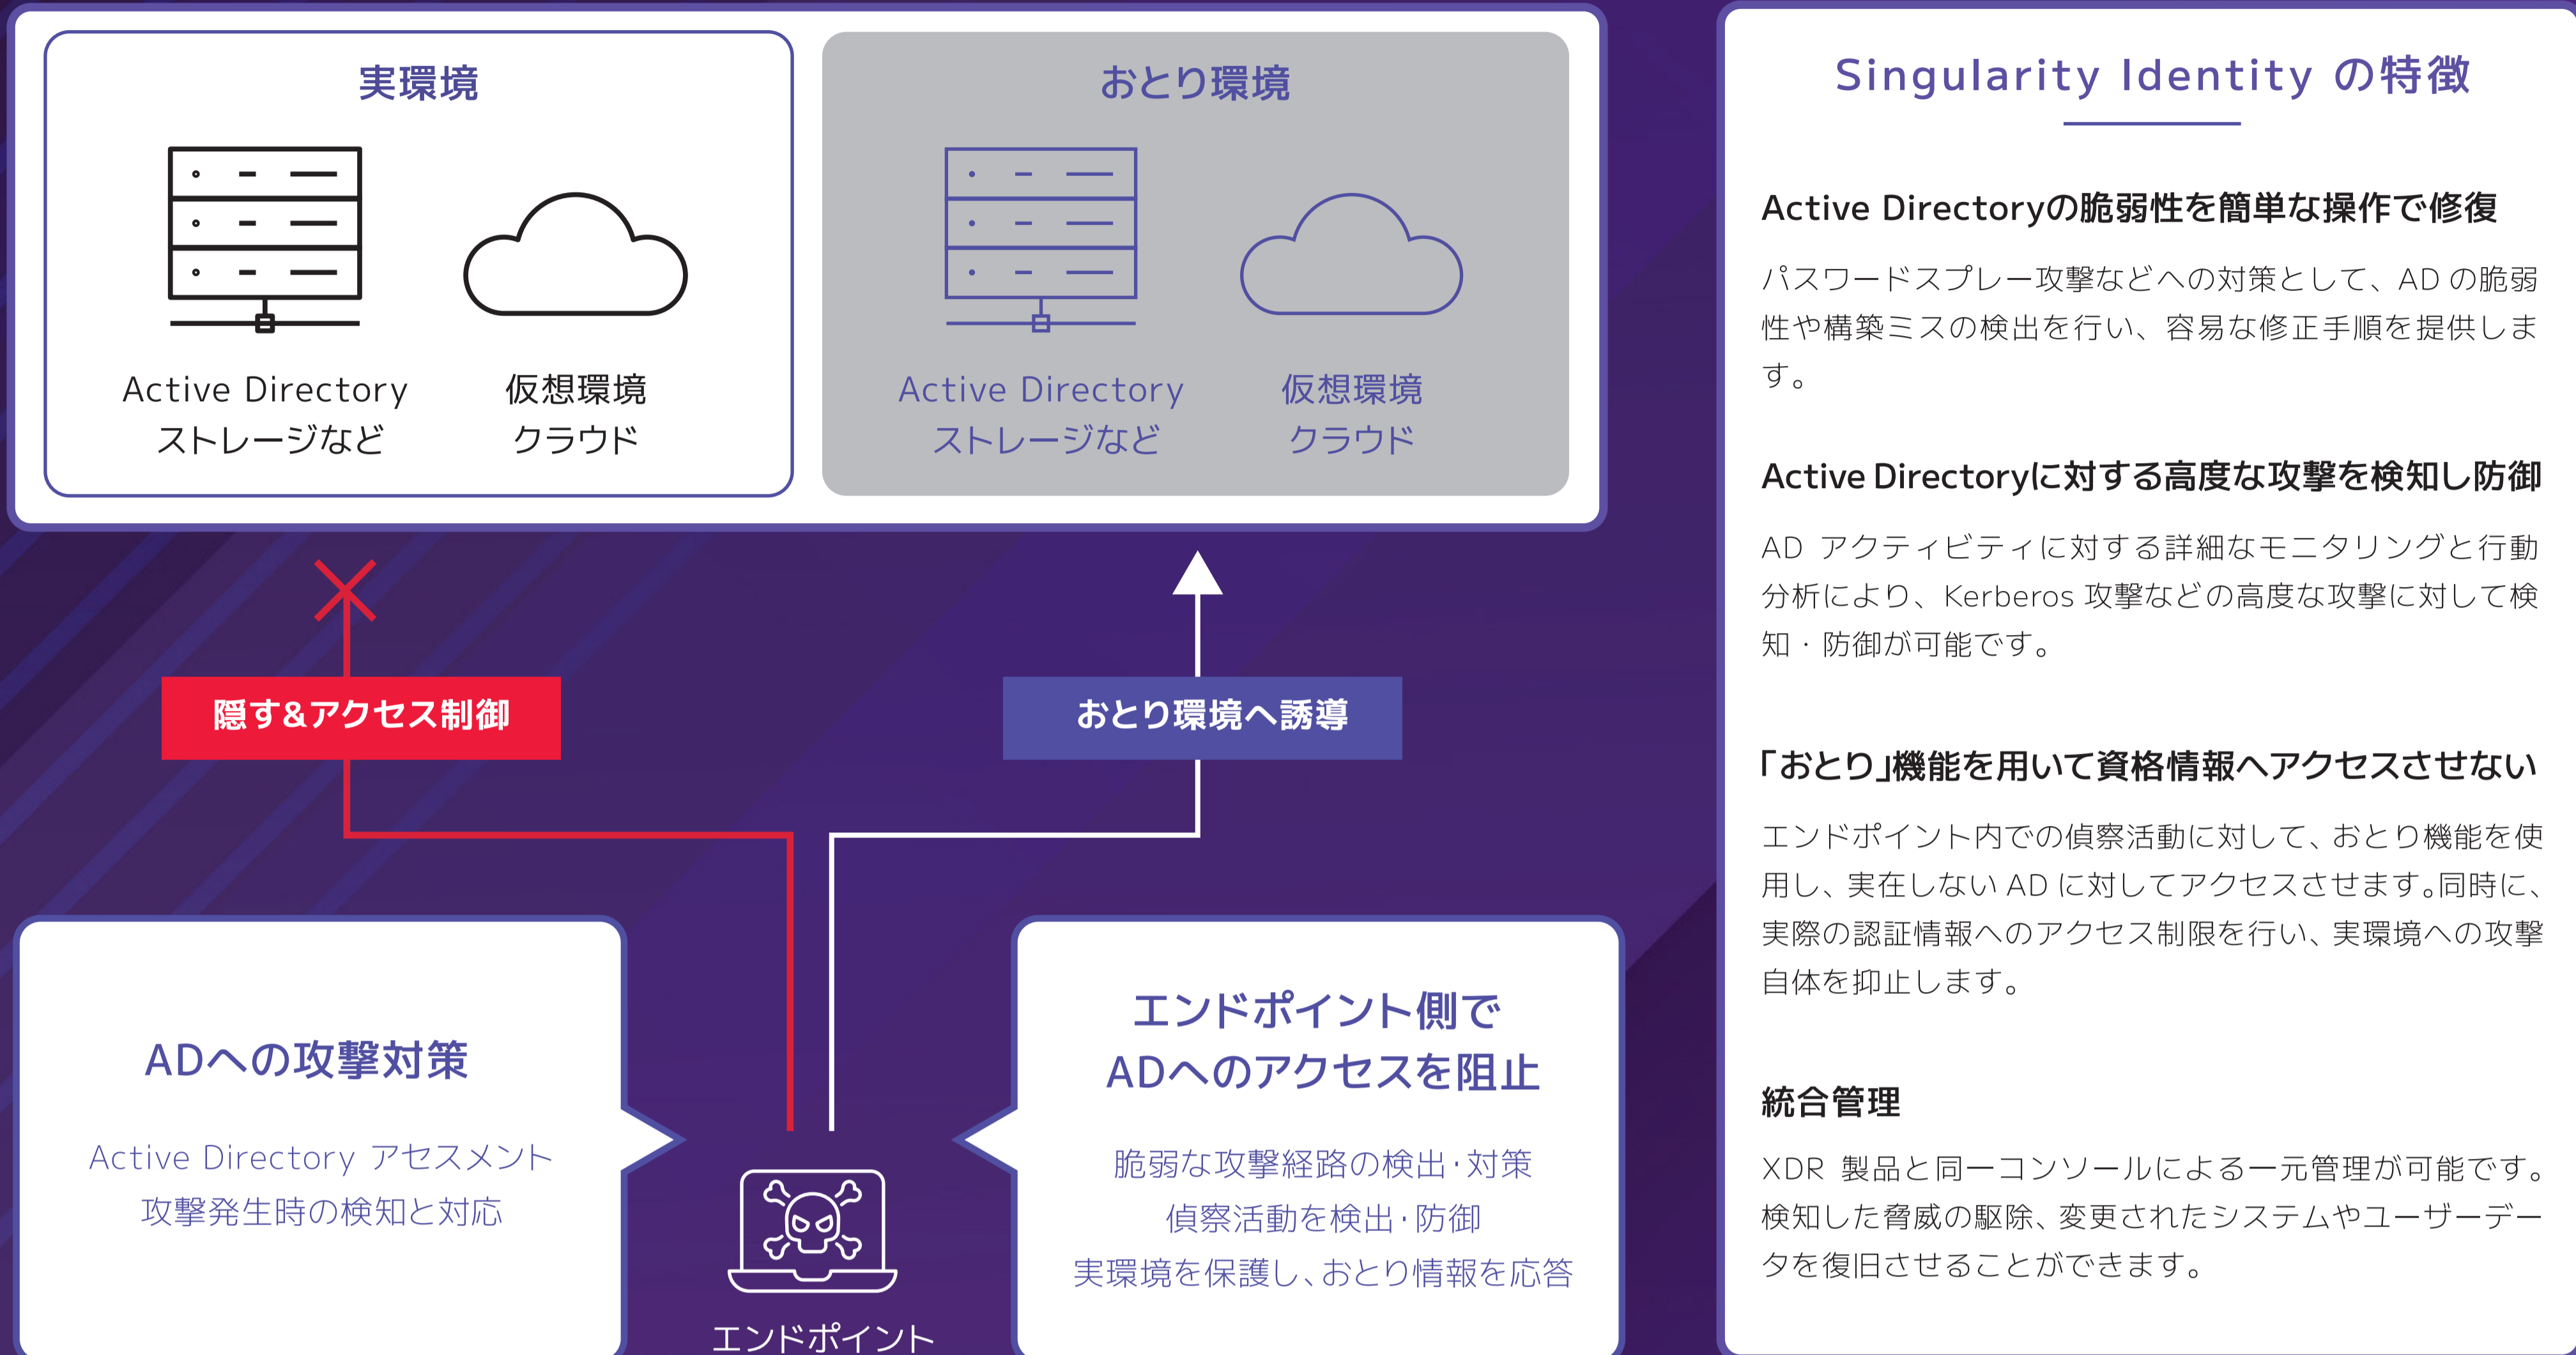 実環境
Active Directory
ストレージなど
仮想環境
クラウド
おとり環境
Active Directory
ストレージなど
仮想環境
クラウド
隠す&アクセス制御
おとり環境へ誘導
ADへの攻撃対策
Active Directory アセスメント
攻撃発生時の検知と対応
エンドポイント
エンドポイント側で
ADへのアクセスを阻止
脆弱な攻撃経路の検出・対策
偵察活動を検出・防御
実環境を保護し、おとり情報を応答
Singularity Identity の特徴
Active Directoryの脆弱性を簡単な操作で修復
パスワードスプレー攻撃などへの対策として、AD の脆弱
性や構築ミスの検出を行い、容易な修正手順を提供しま
す。
Active Directoryに対する高度な攻撃を検知し防御
AD アクティビティに対する詳細なモニタリングと行動
分析により、Kerberos 攻撃などの高度な攻撃に対して検
知・防御が可能です。
「おとり」機能を用いて資格情報へアクセスさせない
エンドポイント内での偵察活動に対して、おとり機能を使
用し、実在しない AD に対してアクセスさせます。同時に、
実際の認証情報へのアクセス制限を行い、実環境への攻撃
自体を抑止します。
統合管理
XDR 製品と同一コンソールによる一元管理が可能です。
検知した脅威の駆除、変更されたシステムやユーザーデー
タを復旧させることができます。